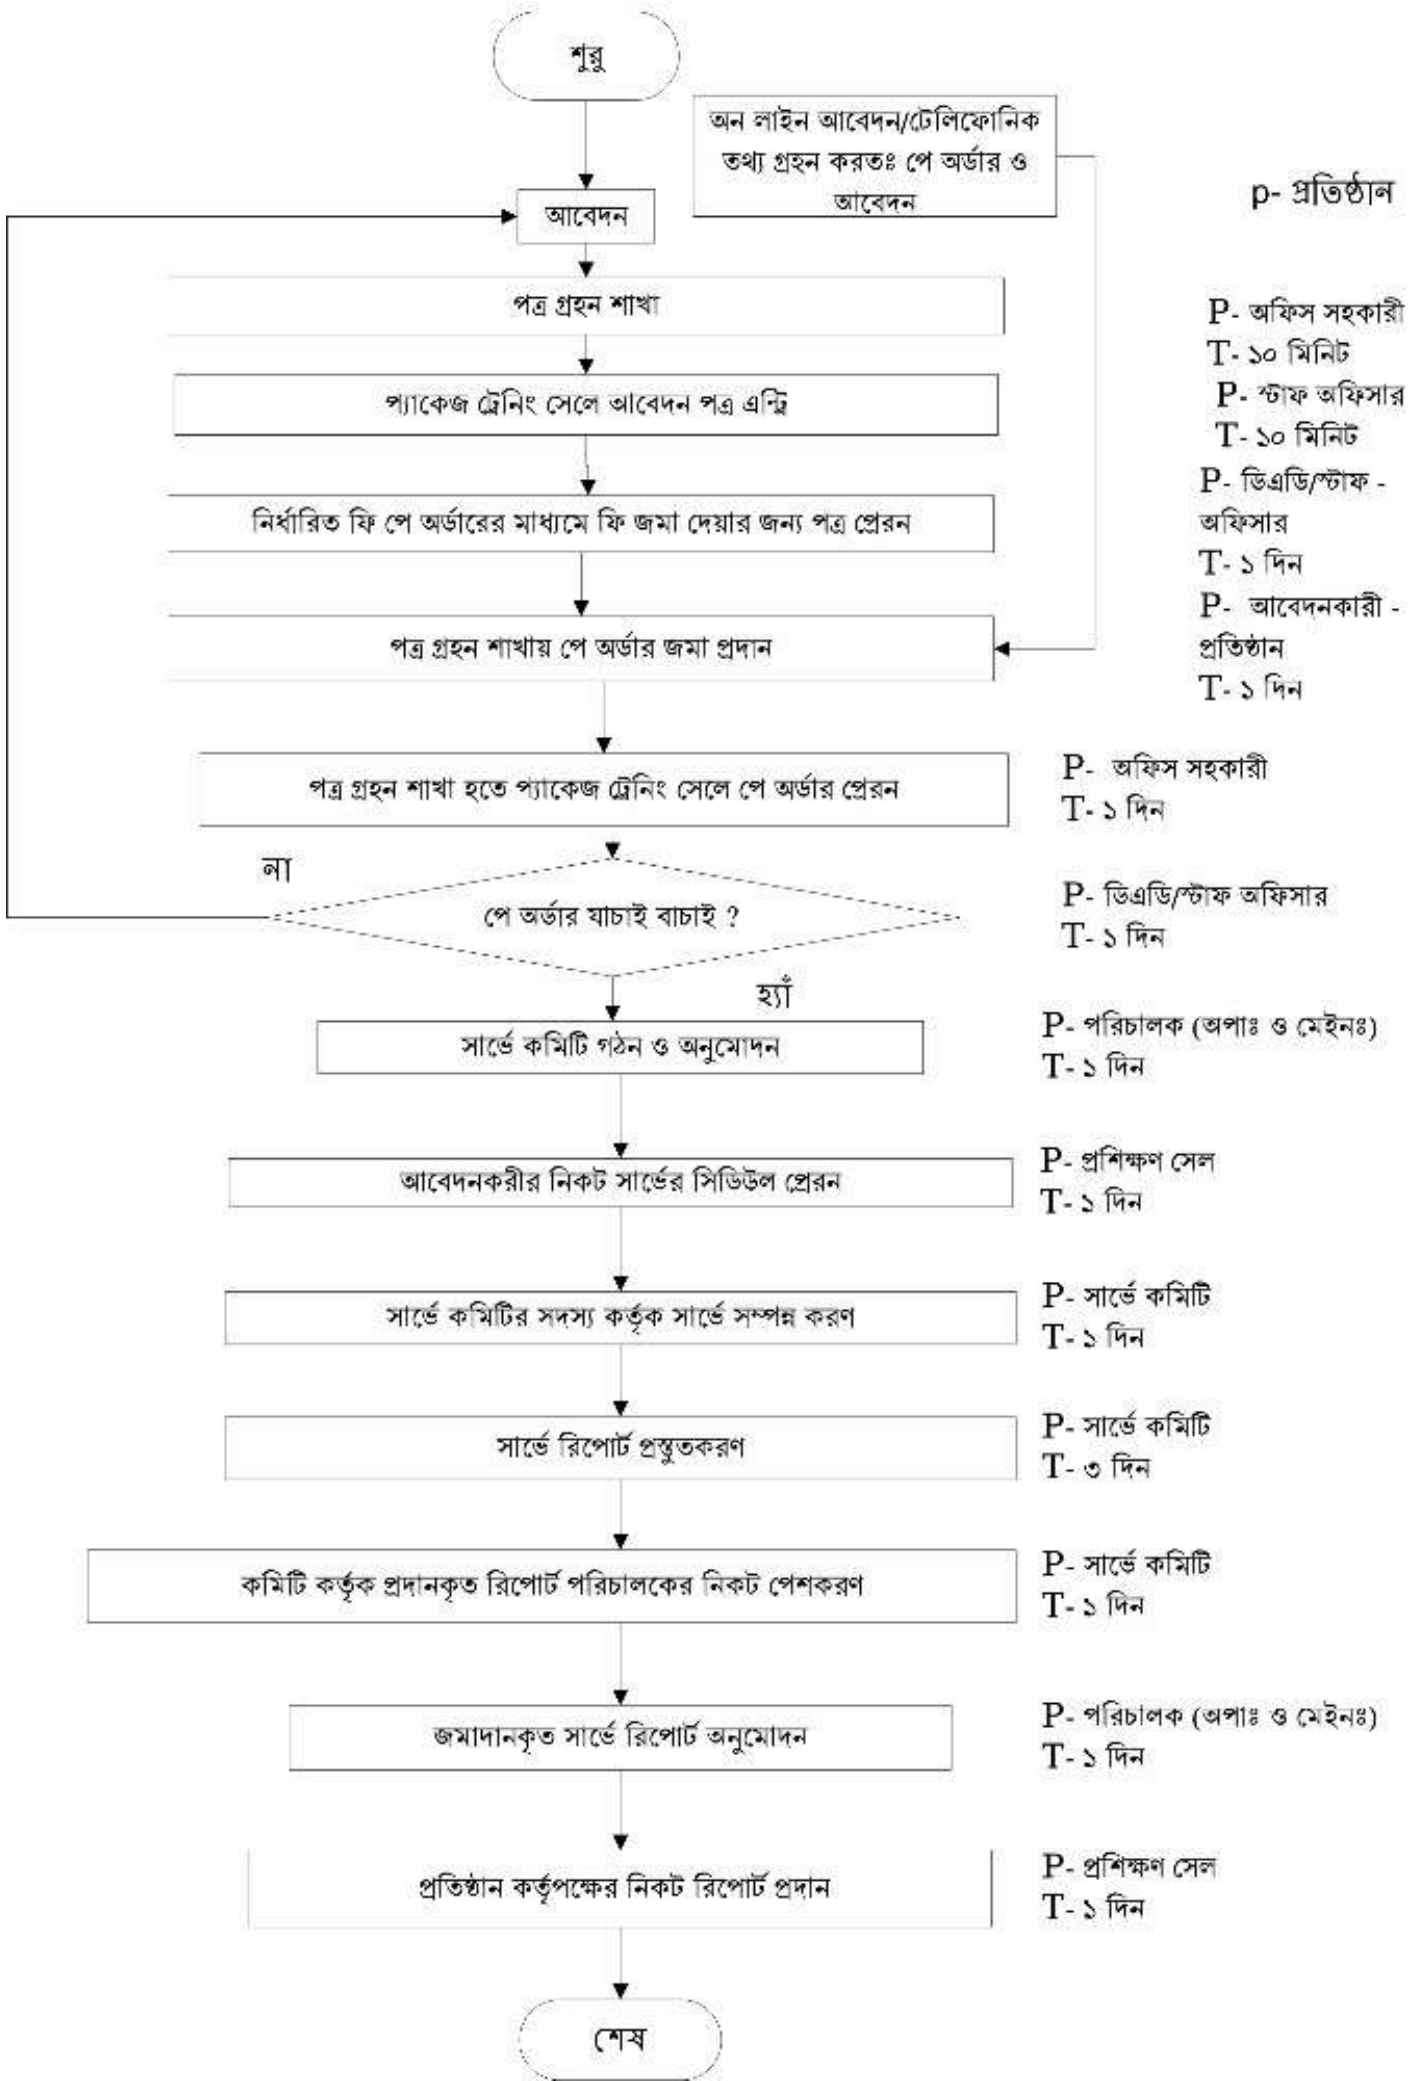 শুরু
অন লাইন আবেদন/টেলিফোনিক
তথ্য গ্রহন করতঃ পে অর্ডার ও
আবেদন
p- প্রতিষ্ঠান
আবেদন
পত্র গ্রহন শাখা
P- অফিস সহকারী
T- ১০ মিনিট
প্যাকেজ ট্রেনিং সেলে আবেদন পত্র এন্ট্রি
P- স্টাফ অফিসার
T- ১০ মিনিট
নির্ধারিত ফি পে অর্ডারের মাধ্যমে ফি জমা দেয়ার জন্য পত্র প্রেরন
P- ডিএডি/স্টাফ -
অফিসার
T- ১ দিন
পত্র গ্রহন শাখায় পে অর্ডার জমা প্রদান
P- আবেদনকারী -
প্রতিষ্ঠান
T- ১ দিন
পত্র গ্রহন শাখা হতে প্যাকেজ ট্রেনিং সেলে পে অর্ডার প্রেরন
P- অফিস সহকারী
T- ১ দিন
না
পে অর্ডার যাচাই বাচাই ?
P- ডিএডি/স্টাফ অফিসার
T- ১ দিন
হ্যাঁ
সার্ভে কমিটি গঠন ও অনুমোদন
P- পরিচালক (অপাঃ ও মেইনঃ)
T- ১ দিন
আবেদনকরীর নিকট সার্ভের সিডিউল প্রেরন
P- প্রশিক্ষণ সেল
T- ১ দিন
সার্ভে কমিটির সদস্য কর্তৃক সার্ভে সম্পন্ন করণ
P- সার্ভে কমিটি
T- ১ দিন
সার্ভে রিপোর্ট প্রস্তুতকরণ
P- সার্ভে কমিটি
T- ৩ দিন
কমিটি কর্তৃক প্রদানকৃত রিপোর্ট পরিচালকের নিকট পেশকরণ
P- সার্ভে কমিটি
T- ১ দিন
জমাদানকৃত সার্ভে রিপোর্ট অনুমোদন
P- পরিচালক (অপাঃ ও মেইনঃ)
T- ১ দিন
প্রতিষ্ঠান কর্তৃপক্ষের নিকট রিপোর্ট প্রদান
P- প্রশিক্ষণ সেল
T- ১ দিন
শেষ